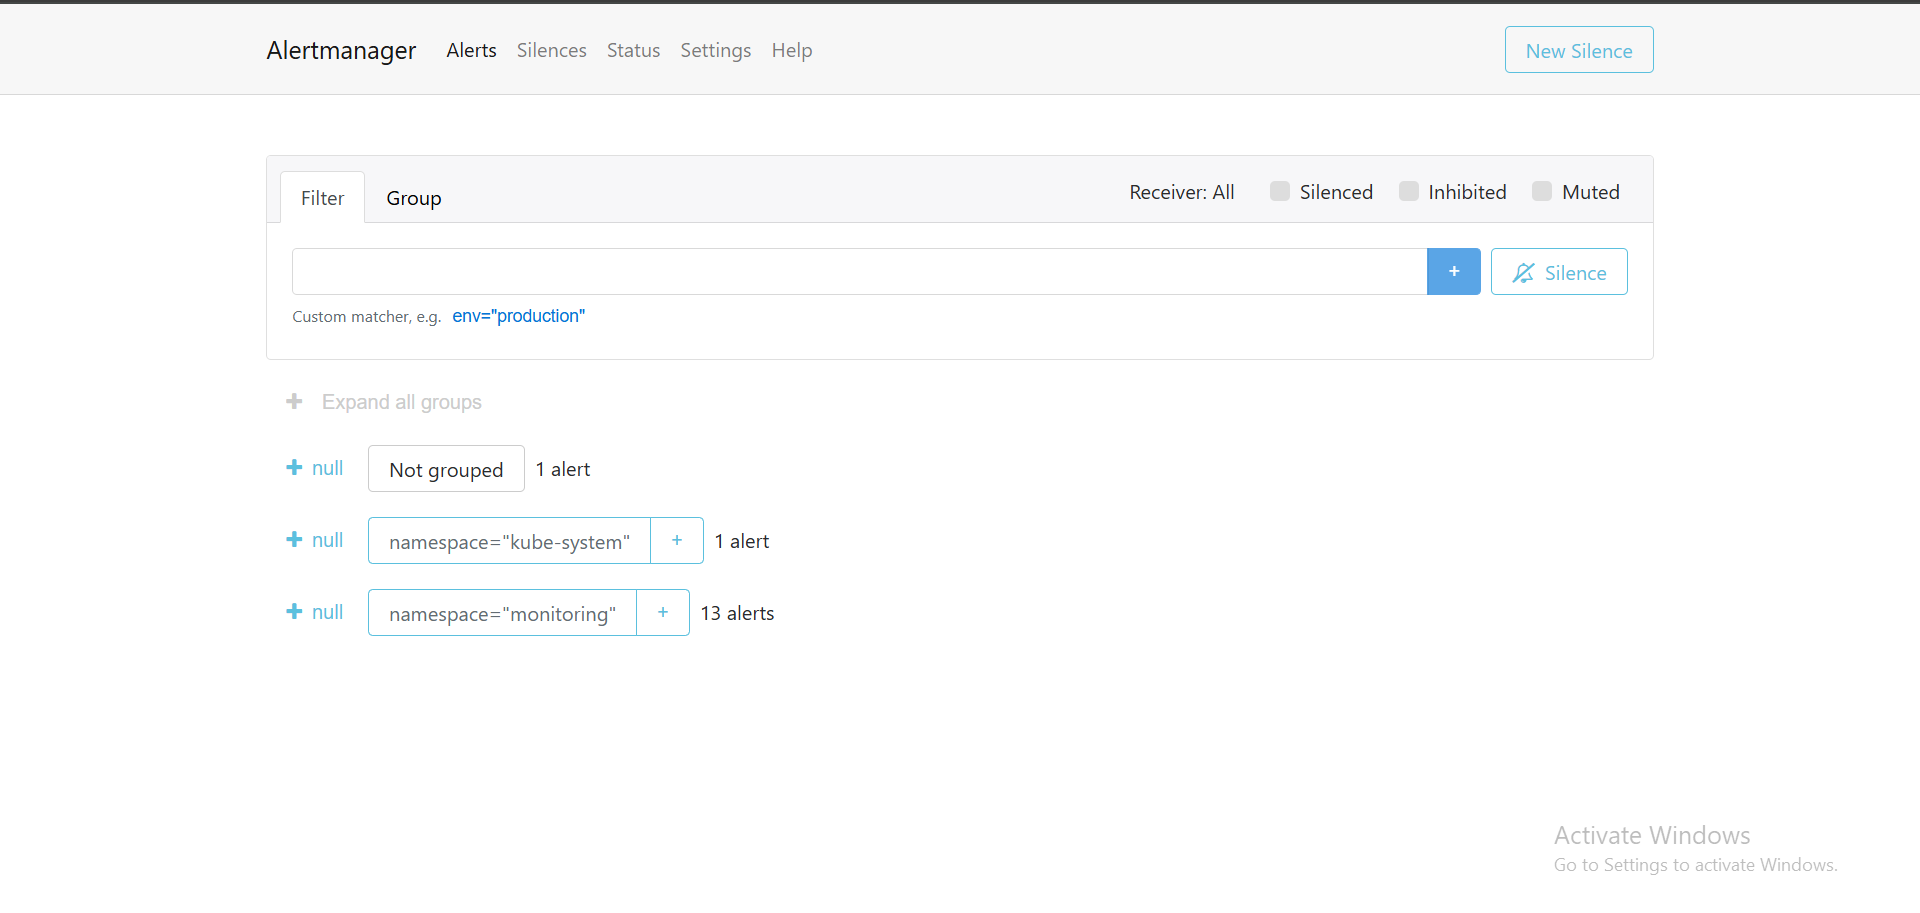 Alertmanager Alerts Silences Status Settings Help New Silence
Filter Group Receiver: All Silenced Inhibited Muted
+ Silence
Custom matcher, e.g. env="production"
+ Expand all groups
+ null Not grouped 1 alert
+ null namespace="kube-system" + 1 alert
+ null namespace="monitoring" + 13 alerts
Activate Windows
Go to Settings to activate Windows.